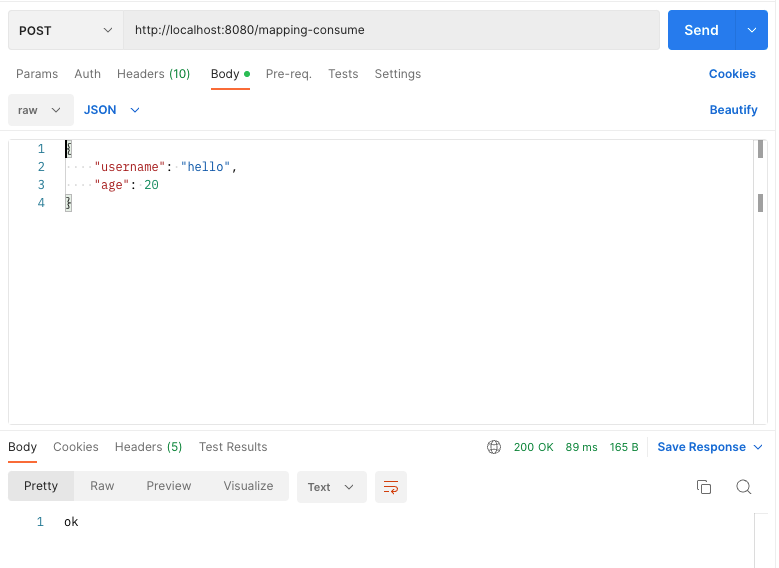 POST http://localhost:8080/mapping-consume Send
Params Auth Headers (10) Body Pre-req. Tests Settings Cookies
raw JSON Beautify
1 {
2 "username": "hello",
3 "age": 20
4 }
Body Cookies Headers (5) Test Results 200 OK 89 ms 165 B Save Response
Pretty Raw Preview Visualize Text
1 ok